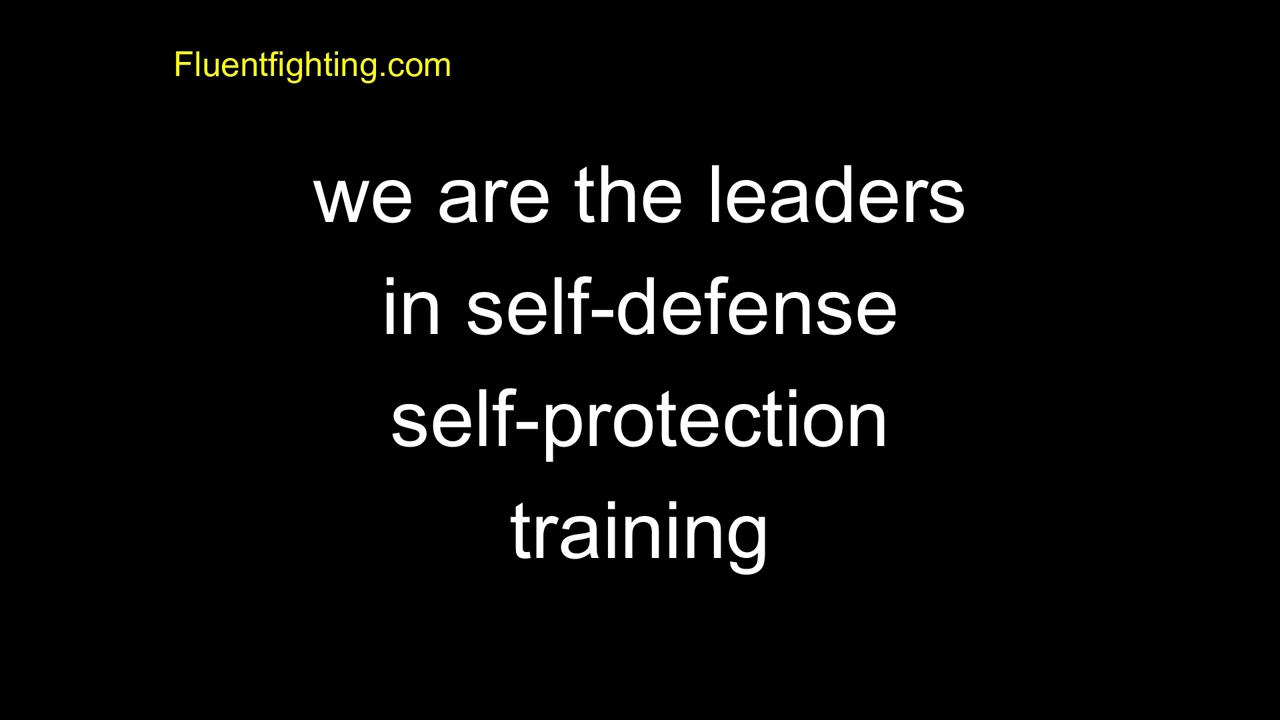 Fluentfighting.com
we are the leaders
in self-defense
self-protection
training